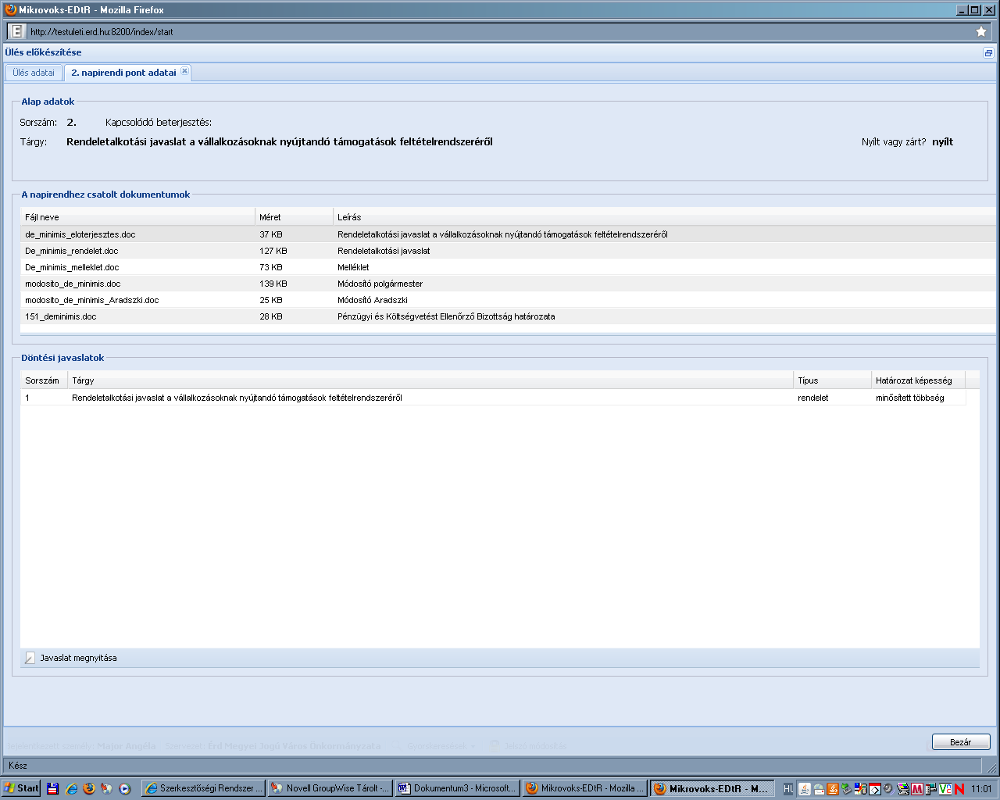 Mikrovoks-EDtR - Mozilla Firefox
http://testuleti.erd.hu:8200/index/start
Ülés előkészítése
Ülés adatai
2. napirendi pont adatai
Alap adatok
Sorszám: 2. Kapcsolódó beterjesztés:
Tárgy: Rendeletalkotási javaslat a vállalkozásoknak nyújtandó támogatások feltételrendszeréről Nyílt vagy zárt? nyílt
A napirendhez csatolt dokumentumok
Fájl neve Méret Leírás
de_minimis_eloterjesztes.doc 37 KB Rendeletalkotási javaslat a vállalkozásoknak nyújtandó támogatások feltételrendszeréről
De_minimis_rendelet.doc 127 KB Rendeletalkotási javaslat
De_minimis_melleklet.doc 73 KB Melléklet
modosito_de_minimis.doc 139 KB Módosító polgármester
modosito_de_minimis_Aradszki.doc 25 KB Módosító Aradszki
151_deminimis.doc 28 KB Pénzügyi és Költségvetést Ellenőrző Bizottság határozata
Döntési javaslatok
Sorszám Tárgy Típus Határozat képesség
1 Rendeletalkotási javaslat a vállalkozásoknak nyújtandó támogatások feltételrendszeréről rendelet minősített többség
Javaslat megnyitása
Bejelentkezett személy: Major Angéla Szervezet: Érd Megyei Jogú Város Önkormányzata Gyorskeresések Jelszó módosítás
Bezár
Kész
Start Szerkesztőségi Rendszer ... Novell GroupWise Tárolt -... Dokumentum3 - Microsoft... Mikrovoks-EDtR - Mozilla ... Mikrovoks-EDtR - M... HU 11:01